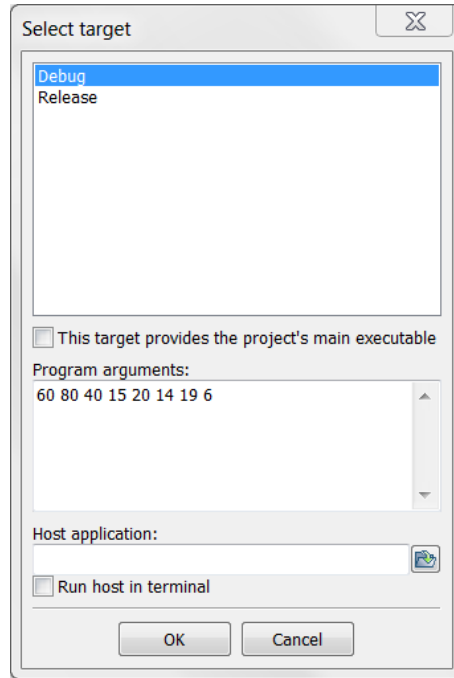 Select target
Debug
Release
This target provides the project's main executable
Program arguments:
60 80 40 15 20 14 19 6
Host application:
Run host in terminal
OK
Cancel